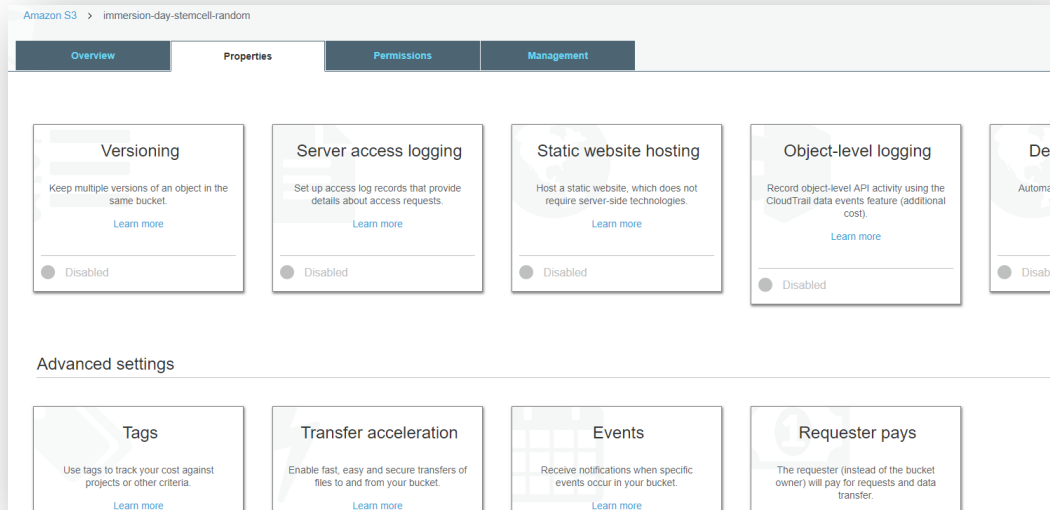 Amazon S3 > immersion-day-stemcell-random
Overview Properties Permissions Management
Versioning
Keep multiple versions of an object in the
same bucket.
Learn more
Disabled
Server access logging
Set up access log records that provide
details about access requests.
Learn more
Disabled
Static website hosting
Host a static website, which does not
require server-side technologies.
Learn more
Disabled
Object-level logging
Record object-level API activity using the
CloudTrail data events feature (additional
cost).
Learn more
Disabled
De
Automa
Disab
Advanced settings
Tags
Use tags to track your cost against
projects or other criteria.
Learn more
Transfer acceleration
Enable fast, easy and secure transfers of
files to and from your bucket.
Learn more
Events
Receive notifications when specific
events occur in your bucket.
Learn more
Requester pays
The requester (instead of the bucket
owner) will pay for requests and data
transfer.